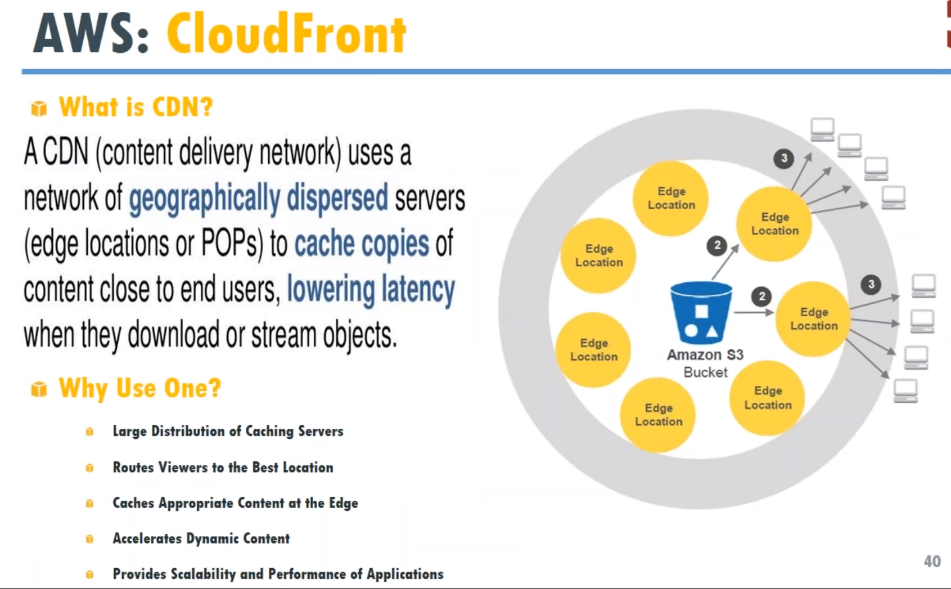 AWS: CloudFront
What is CDN?
A CDN (content delivery network) uses a
network of geographically dispersed servers
(edge locations or POPs) to cache copies of
content close to end users, lowering latency
when they download or stream objects.
Why Use One?
Large Distribution of Caching Servers
Routes Viewers to the Best Location
Caches Appropriate Content at the Edge
Accelerates Dynamic Content
Provides Scalability and Performance of Applications
3
Edge
Location
Edge
Location
2
Edge
Location
3
2
Edge
Location
Edge
Location
Amazon S3
Bucket
Edge
Location
Edge
Location
40